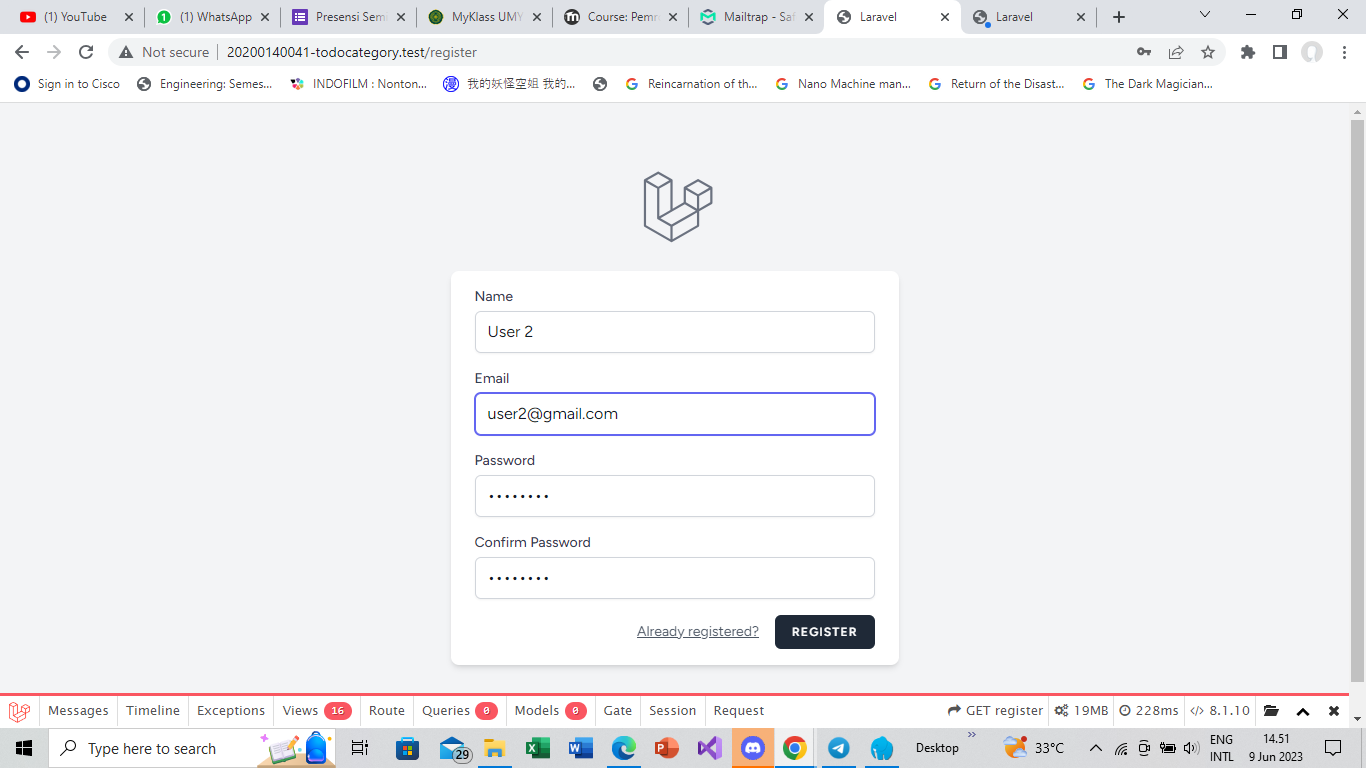 (1) YouTube
(1) WhatsApp
Presensi Semi
MyKlass UMY
Course: Pemr
Mailtrap - Saf
Laravel
Laravel
Not secure 20200140041-todocategory.test/register
Sign in to Cisco
Engineering: Semes...
INDOFILM : Nonton...
漫 我的妖怪空姐 我的...
Reincarnation of th...
Nano Machine man...
Return of the Disast...
The Dark Magician...
Name
User 2
Email
user2@gmail.com
Password
••••••••
Confirm Password
••••••••
Already registered? REGISTER
Messages Timeline Exceptions Views 16 Route Queries 0 Models 0 Gate Session Request GET register 19MB 228ms </> 8.1.10
Type here to search
29
Desktop
33°C
ENG
INTL
14.51
9 Jun 2023